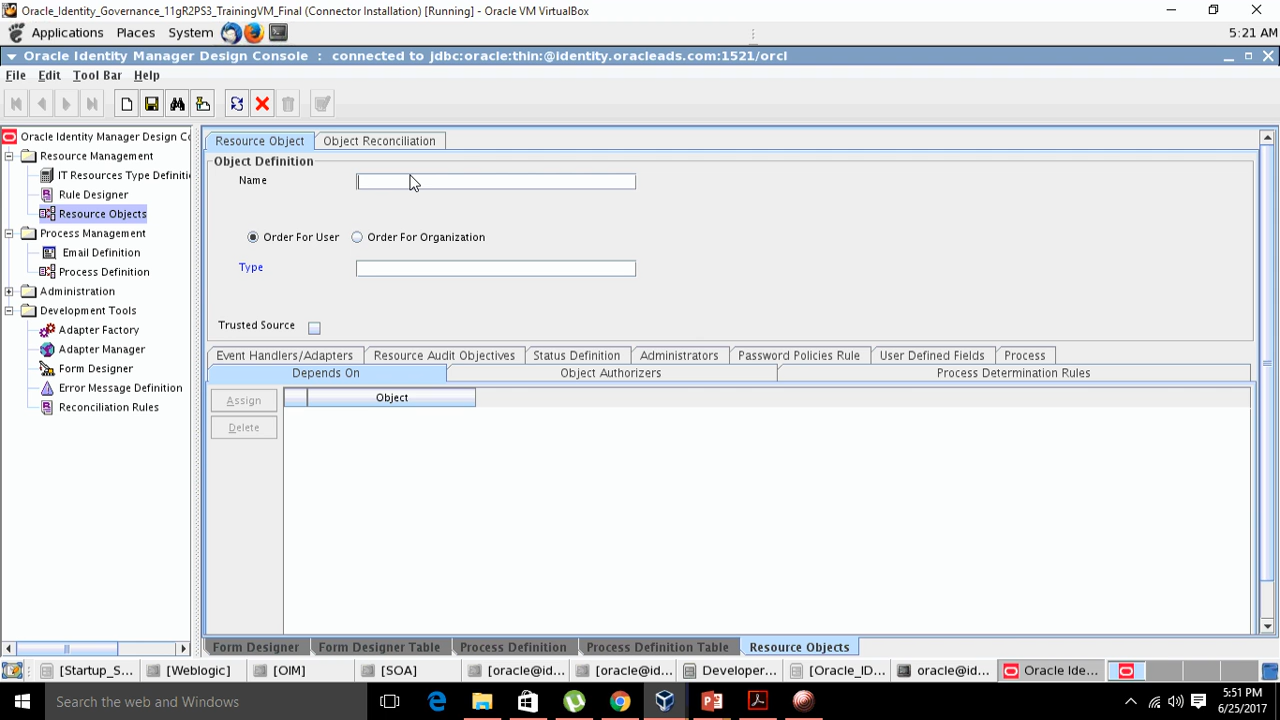 Oracle_Identity_Governance_11gR2PS3_TrainingVM_Final (Connector Installation) [Running] - Oracle VM VirtualBox
Applications Places System 5:21 AM
Oracle Identity Manager Design Console : connected to jdbc:oracle:thin:@identity.oracleads.com:1521/orcl
File Edit Tool Bar Help
Oracle Identity Manager Design Co
Resource Management
IT Resources Type Definitio
Rule Designer
Resource Objects
Process Management
Email Definition
Process Definition
Administration
Development Tools
Adapter Factory
Adapter Manager
Form Designer
Error Message Definition
Reconciliation Rules
Resource Object Object Reconciliation
Object Definition
Name
Order For User Order For Organization
Type
Trusted Source
Event Handlers/Adapters Resource Audit Objectives Status Definition Administrators Password Policies Rule User Defined Fields Process
Depends On Object Authorizers Process Determination Rules
Assign Object
Delete
Form Designer Form Designer Table Process Definition Process Definition Table Resource Objects
[Startup_S... [Weblogic] [OIM] [SOA] [oracle@id... [oracle@id... Developer... [Oracle_ID... oracle@id... Oracle Ide...
Search the web and Windows
5:51 PM
6/25/2017